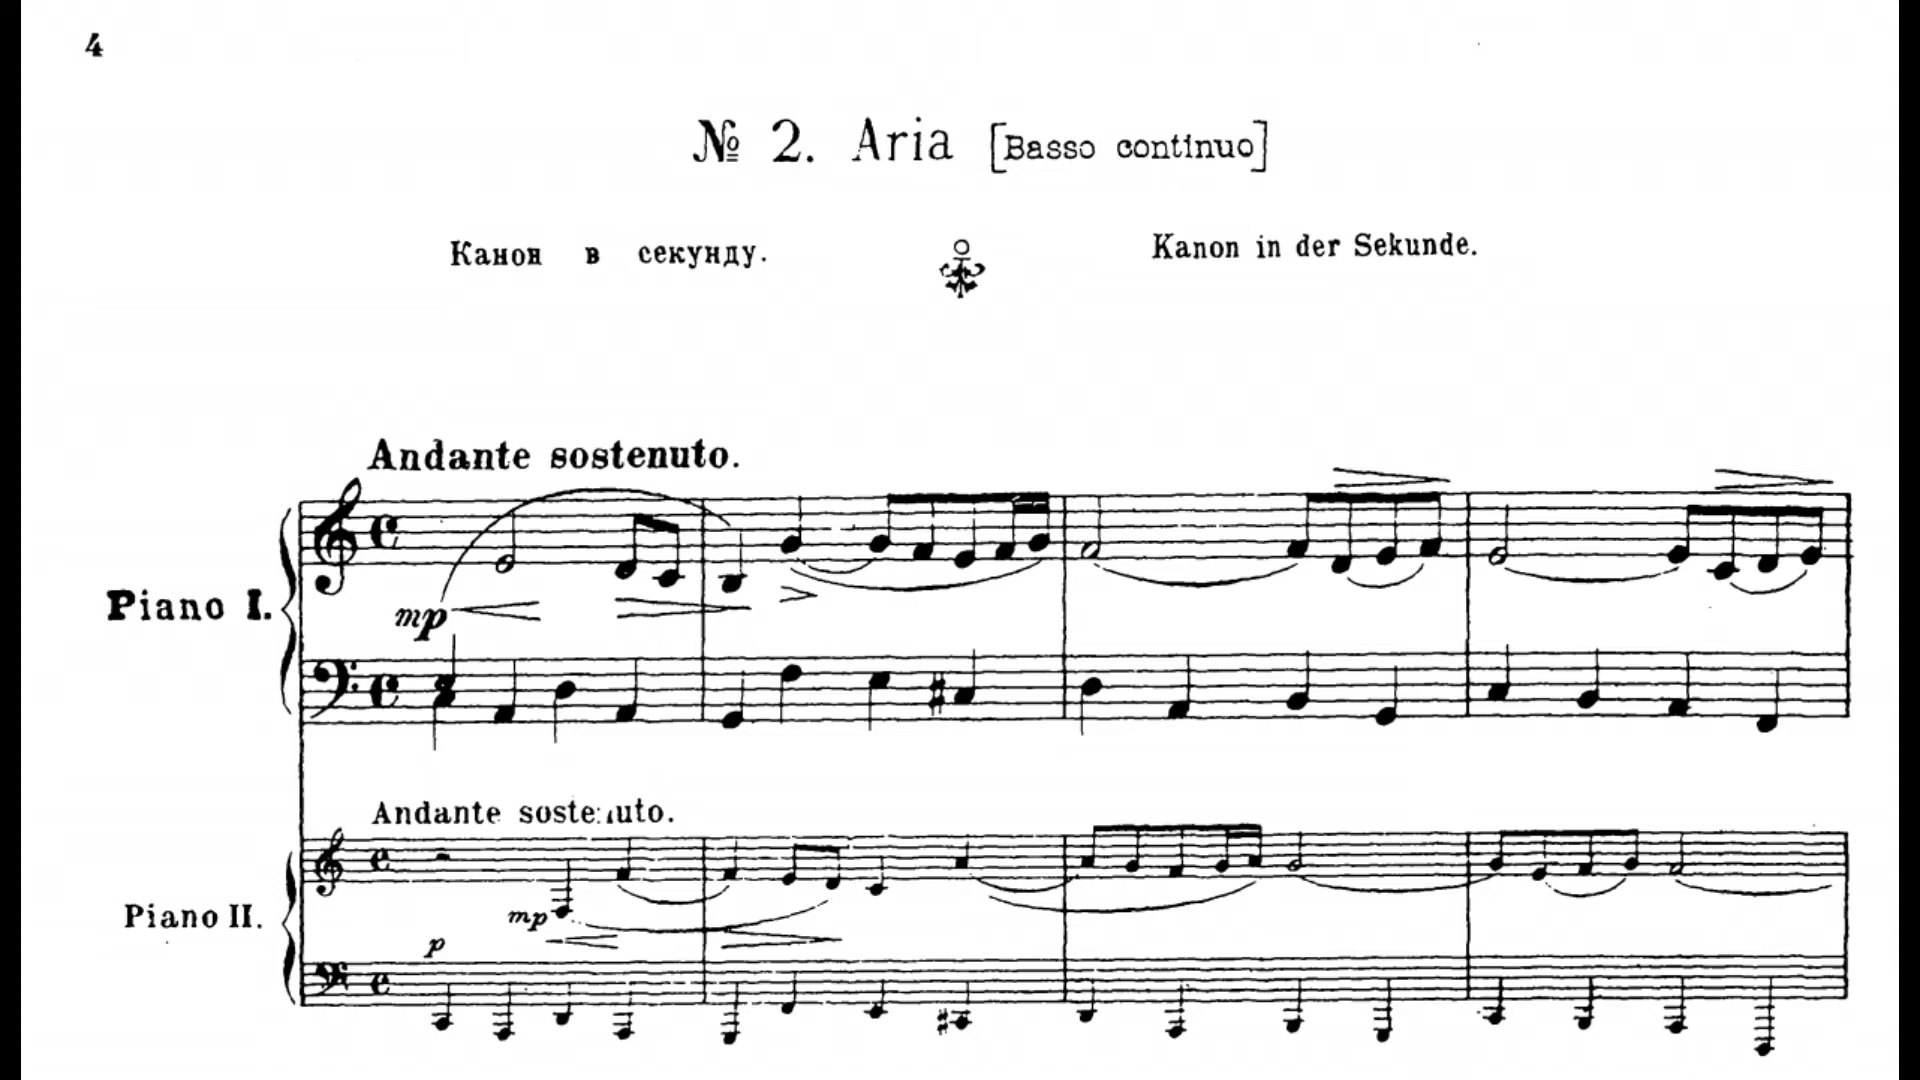 4
№ 2. Aria [Basso continuo]
Канон в секунду.
Kanon in der Sekunde.
Andante sostenuto.
Piano I.
mp
Andante sostenuto.
Piano II.
mp
p